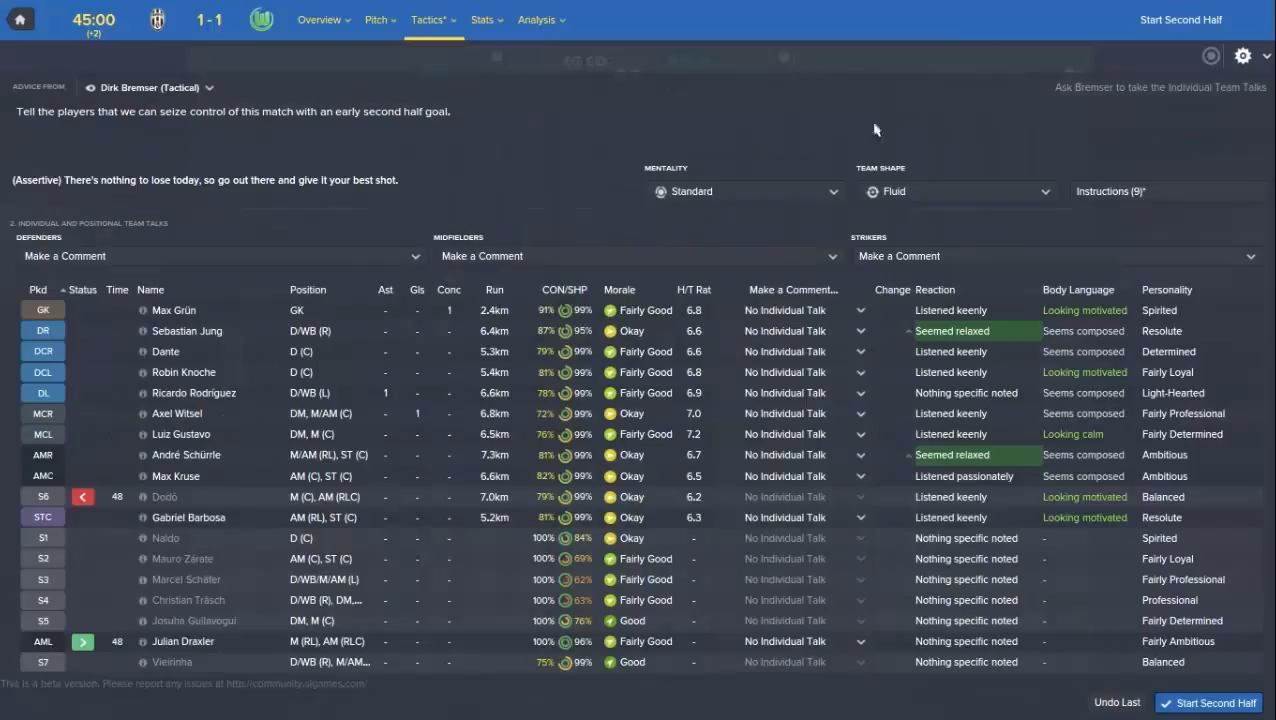 45:00 1 - 1 Overview Pitch Tactics* Stats Analysis Start Second Half
(+2)
ADVICE FROM Dirk Bremser (Tactical) Ask Bremser to take the Individual Team Talks
Tell the players that we can seize control of this match with an early second half goal.
MENTALITY TEAM SHAPE
(Assertive) There's nothing to lose today, so go out there and give it your best shot. Standard Fluid Instructions (9)*
2. INDIVIDUAL AND POSITIONAL TEAM TALKS
DEFENDERS MIDFIELDERS STRIKERS
Make a Comment Make a Comment Make a Comment
Pkd Status Time Name Position Ast Gls Conc Run CON/SHP Morale H/T Rat Make a Comment... Change Reaction Body Language Personality
GK Max Grün GK - - 1 2.4km 91% 99% Fairly Good 6.8 No Individual Talk Listened keenly Looking motivated Spirited
DR Sebastian Jung D/WB (R) - - - 6.4km 87% 95% Okay 6.6 No Individual Talk Seemed relaxed Seems composed Resolute
DCR Dante D (C) - - - 5.3km 79% 99% Fairly Good 6.6 No Individual Talk Listened keenly Seems composed Determined
DCL Robin Knoche D (C) - - - 5.4km 81% 99% Fairly Good 6.8 No Individual Talk Listened keenly Looking motivated Fairly Loyal
DL Ricardo Rodríguez D/WB (L) 1 - - 6.6km 78% 99% Fairly Good 6.9 No Individual Talk Nothing specific noted Seems composed Light-Hearted
MCR Axel Witsel DM, M/AM (C) - 1 - 6.8km 72% 99% Okay 7.0 No Individual Talk Listened keenly Seems composed Fairly Professional
MCL Luiz Gustavo DM, M (C) - - - 6.5km 76% 99% Fairly Good 7.2 No Individual Talk Listened keenly Looking calm Fairly Determined
AMR André Schürrle M/AM (RL), ST (C) - - - 7.3km 81% 99% Okay 6.7 No Individual Talk Seemed relaxed Seems composed Ambitious
AMC Max Kruse AM (C), ST (C) - - - 6.6km 82% 99% Okay 6.5 No Individual Talk Listened passionately Seems composed Ambitious
S6 48 Dodô M (C), AM (RLC) - - - 7.0km 79% 99% Okay 6.2 No Individual Talk Listened keenly Looking motivated Balanced
STC Gabriel Barbosa AM (RL), ST (C) - - - 5.2km 81% 99% Okay 6.3 No Individual Talk Listened keenly Looking motivated Resolute
S1 Naldo D (C) - - - 100% 84% Okay - No Individual Talk Nothing specific noted - Spirited
S2 Mauro Zárate AM (C), ST (C) - - - 100% 69% Fairly Good - No Individual Talk Nothing specific noted - Fairly Loyal
S3 Marcel Schäfer D/WB/M/AM (L) - - - 100% 62% Fairly Good - No Individual Talk Nothing specific noted - Fairly Professional
S4 Christian Träsch D/WB (R), DM,... - - - 100% 63% Fairly Good - No Individual Talk Nothing specific noted - Professional
S5 Josuha Guilavogui DM, M (C) - - - 100% 76% Good - No Individual Talk Nothing specific noted - Fairly Determined
AML 48 Julian Draxler M (RL), AM (RLC) - - - 100% 96% Fairly Good - No Individual Talk Nothing specific noted - Fairly Ambitious
S7 Vieirinha D/WB (R), M/AM... - - - 75% 99% Good - No Individual Talk Nothing specific noted - Balanced
This is a beta version. Please report any issues at http://community.sigames.com/
Undo Last Start Second Half